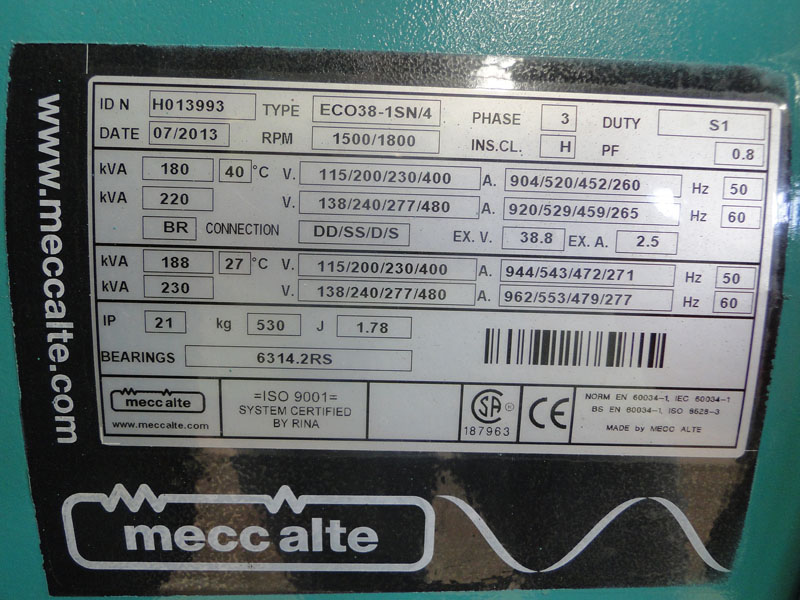 www.meccalte.com
ID N H013993 TYPE ECO38-1SN/4 PHASE 3 DUTY S1
DATE 07/2013 RPM 1500/1800 INS.CL. H PF 0.8
kVA 180 40 °C V. 115/200/230/400 A. 904/520/452/260 Hz 50
kVA 220 V. 138/240/277/480 A. 920/529/459/265 Hz 60
BR CONNECTION DD/SS/D/S EX. V. 38.8 EX. A. 2.5
kVA 188 27 °C V. 115/200/230/400 A. 944/543/472/271 Hz 50
kVA 230 V. 138/240/277/480 A. 962/553/479/277 Hz 60
IP 21 kg 530 J 1.78
BEARINGS 6314.2RS
mecc alte
www.meccalte.com
=ISO 9001=
SYSTEM CERTIFIED
BY RINA
CSA ®
187963
CE
NORM EN 60034-1, IEC 60034-1
BS EN 60034-1, ISO 8528-3
MADE by MECC ALTE
mecc alte